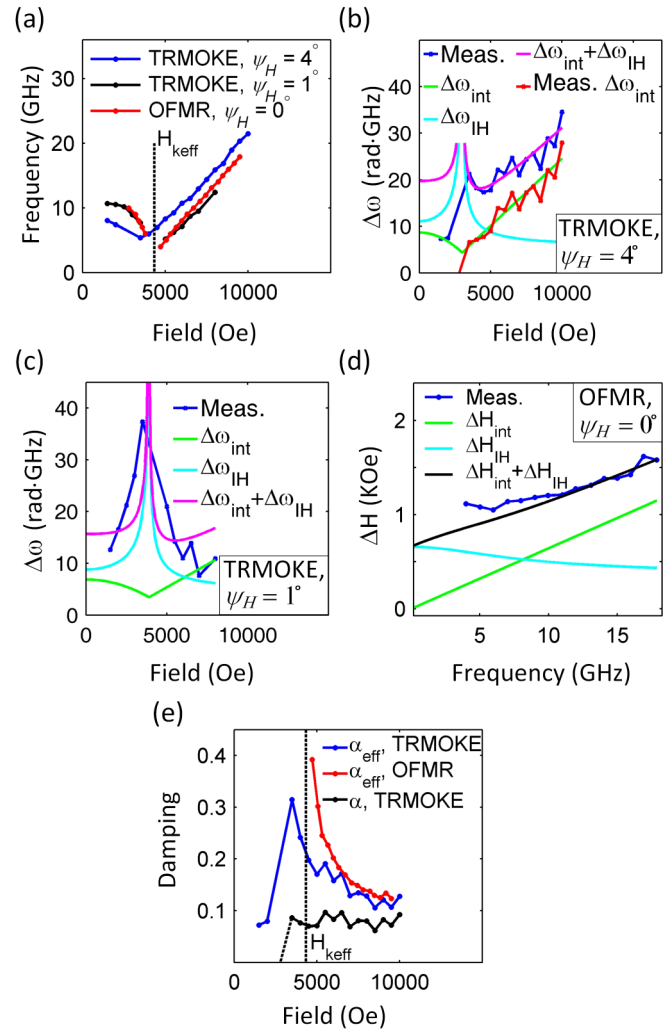 (a)
TRMOKE, ψH = 4°
TRMOKE, ψH = 1°
OFMR, ψH = 0°
Hkeff
30
20
10
0
0 5000 10000
Frequency (GHz)
Field (Oe)
(b)
Meas. Δωint+ΔωIH
Δωint Meas. Δωint
ΔωIH
TRMOKE,
ψH = 4°
50
40
30
20
10
0
0 5000 10000
Δω (rad·GHz)
Field (Oe)
(c)
Meas.
Δωint
ΔωIH
Δωint+ΔωIH
TRMOKE,
ψH = 1°
40
30
20
10
0
0 5000 10000
Δω (rad·GHz)
Field (Oe)
(d)
Meas.
ΔHint
ΔHIH
ΔHint+ΔHIH
OFMR,
ψH = 0°
2
1
0
5 10 15
ΔH (KOe)
Frequency (GHz)
(e)
αeff, TRMOKE
αeff, OFMR
α, TRMOKE
Hkeff
0.4
0.3
0.2
0.1
0 5000 10000
Damping
Field (Oe)